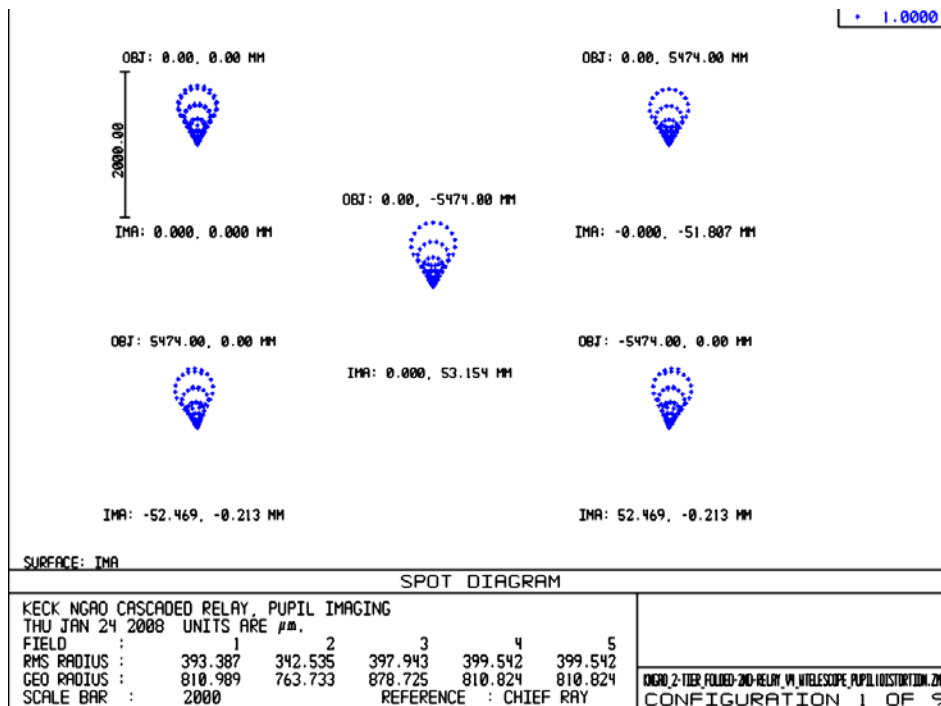 + 1.0000
OBJ: 0.00, 0.00 MM
OBJ: 0.00, 5474.00 MM
2000.00
OBJ: 0.00, -5474.00 MM
IMA: 0.000, 0.000 MM
IMA: -0.000, -51.807 MM
OBJ: 5474.00, 0.00 MM
OBJ: -5474.00, 0.00 MM
IMA: 0.000, 53.154 MM
IMA: -52.469, -0.213 MM
IMA: 52.469, -0.213 MM
SURFACE: IMA
SPOT DIAGRAM
KECK NGAO CASCADED RELAY, PUPIL IMAGING
THU JAN 24 2008 UNITS ARE µm.
FIELD : 1 2 3 4 5
RMS RADIUS : 393.387 342.535 397.943 399.542 399.542
GEO RADIUS : 810.989 763.733 878.725 810.824 810.824
SCALE BAR : 2000 REFERENCE : CHIEF RAY
CONFIGURATION 1 OF 9